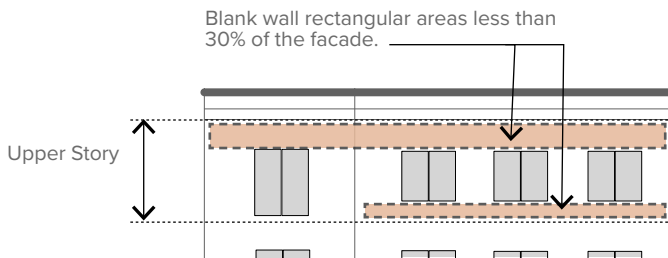 Blank wall rectangular areas less than
30% of the facade.
Upper Story